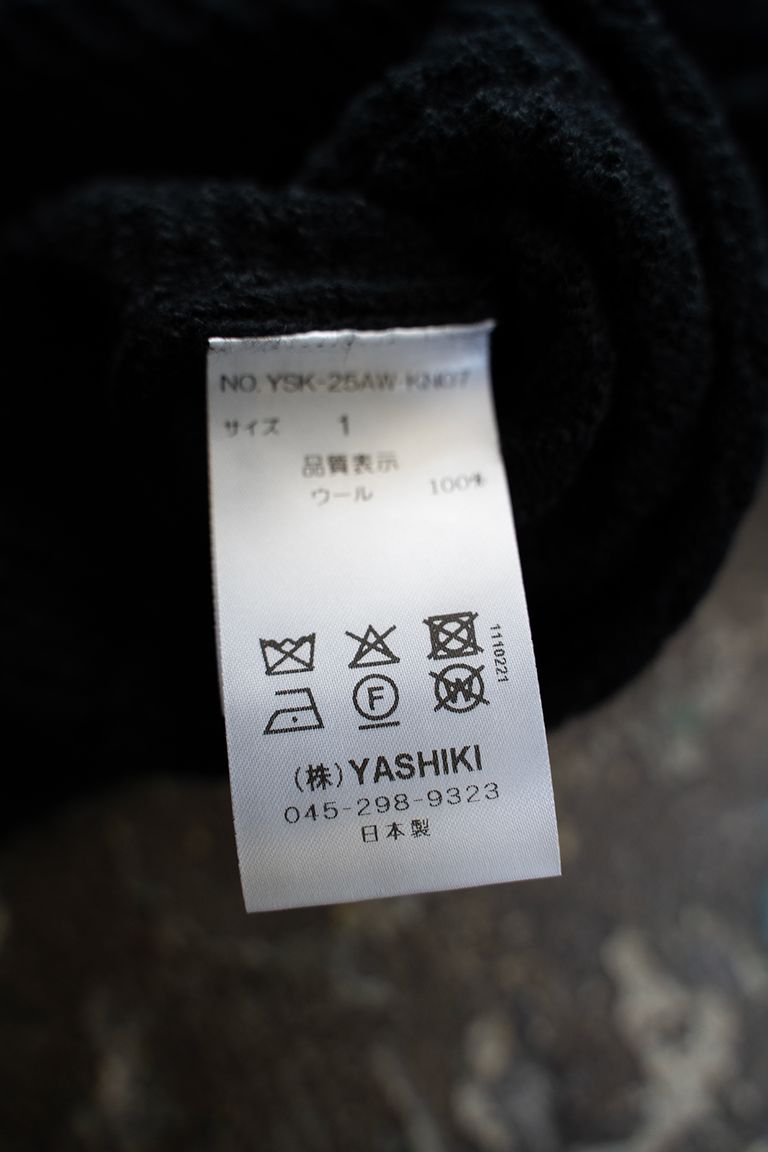 NO. YSK-25AW-KN07
サイズ 1
品質表示
ウール 100%
1110221
F
W
(株)YASHIKI
045-298-9323
日本製